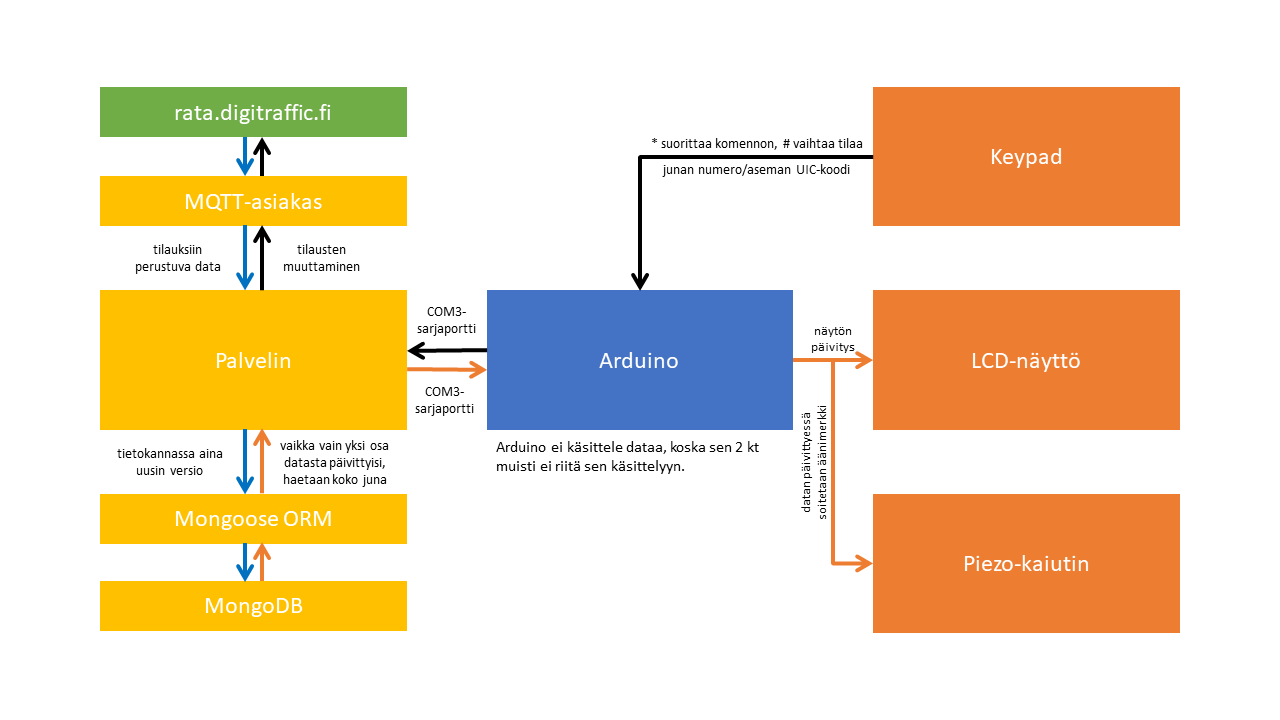 rata.digitraffic.fi
MQTT-asiakas
tilauksiin
perustuva data
tilausten
muuttaminen
Palvelin
COM3-
sarjaportti
COM3-
sarjaportti
tietokannassa aina
uusin versio
vaikka vain yksi osa
datasta päivittyisi,
haetaan koko juna
Mongoose ORM
MongoDB
Arduino
Arduino ei käsittele dataa, koska sen 2 kt
muisti ei riitä sen käsittelyyn.
* suorittaa komennon, # vaihtaa tilaa
junan numero/aseman UIC-koodi
Keypad
näytön
päivitys
LCD-näyttö
datan päivittyessä
soitetaan äänimerkki
Piezo-kaiutin